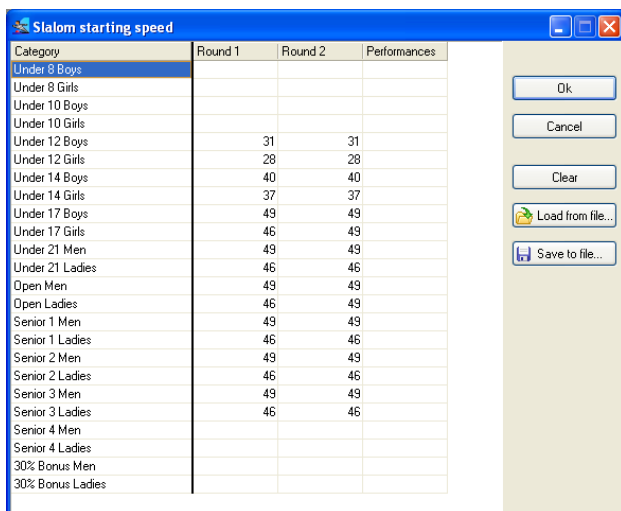 Slalom starting speed
Category Round 1 Round 2 Performances
Under 8 Boys
Under 8 Girls
Under 10 Boys
Under 10 Girls
Under 12 Boys 31 31
Under 12 Girls 28 28
Under 14 Boys 40 40
Under 14 Girls 37 37
Under 17 Boys 49 49
Under 17 Girls 46 46
Under 21 Men 49 49
Under 21 Ladies 46 46
Open Men 49 49
Open Ladies 46 46
Senior 1 Men 49 49
Senior 1 Ladies 46 46
Senior 2 Men 49 49
Senior 2 Ladies 46 46
Senior 3 Men 49 49
Senior 3 Ladies 46 46
Senior 4 Men
Senior 4 Ladies
30% Bonus Men
30% Bonus Ladies
Ok
Cancel
Clear
Load from file...
Save to file...